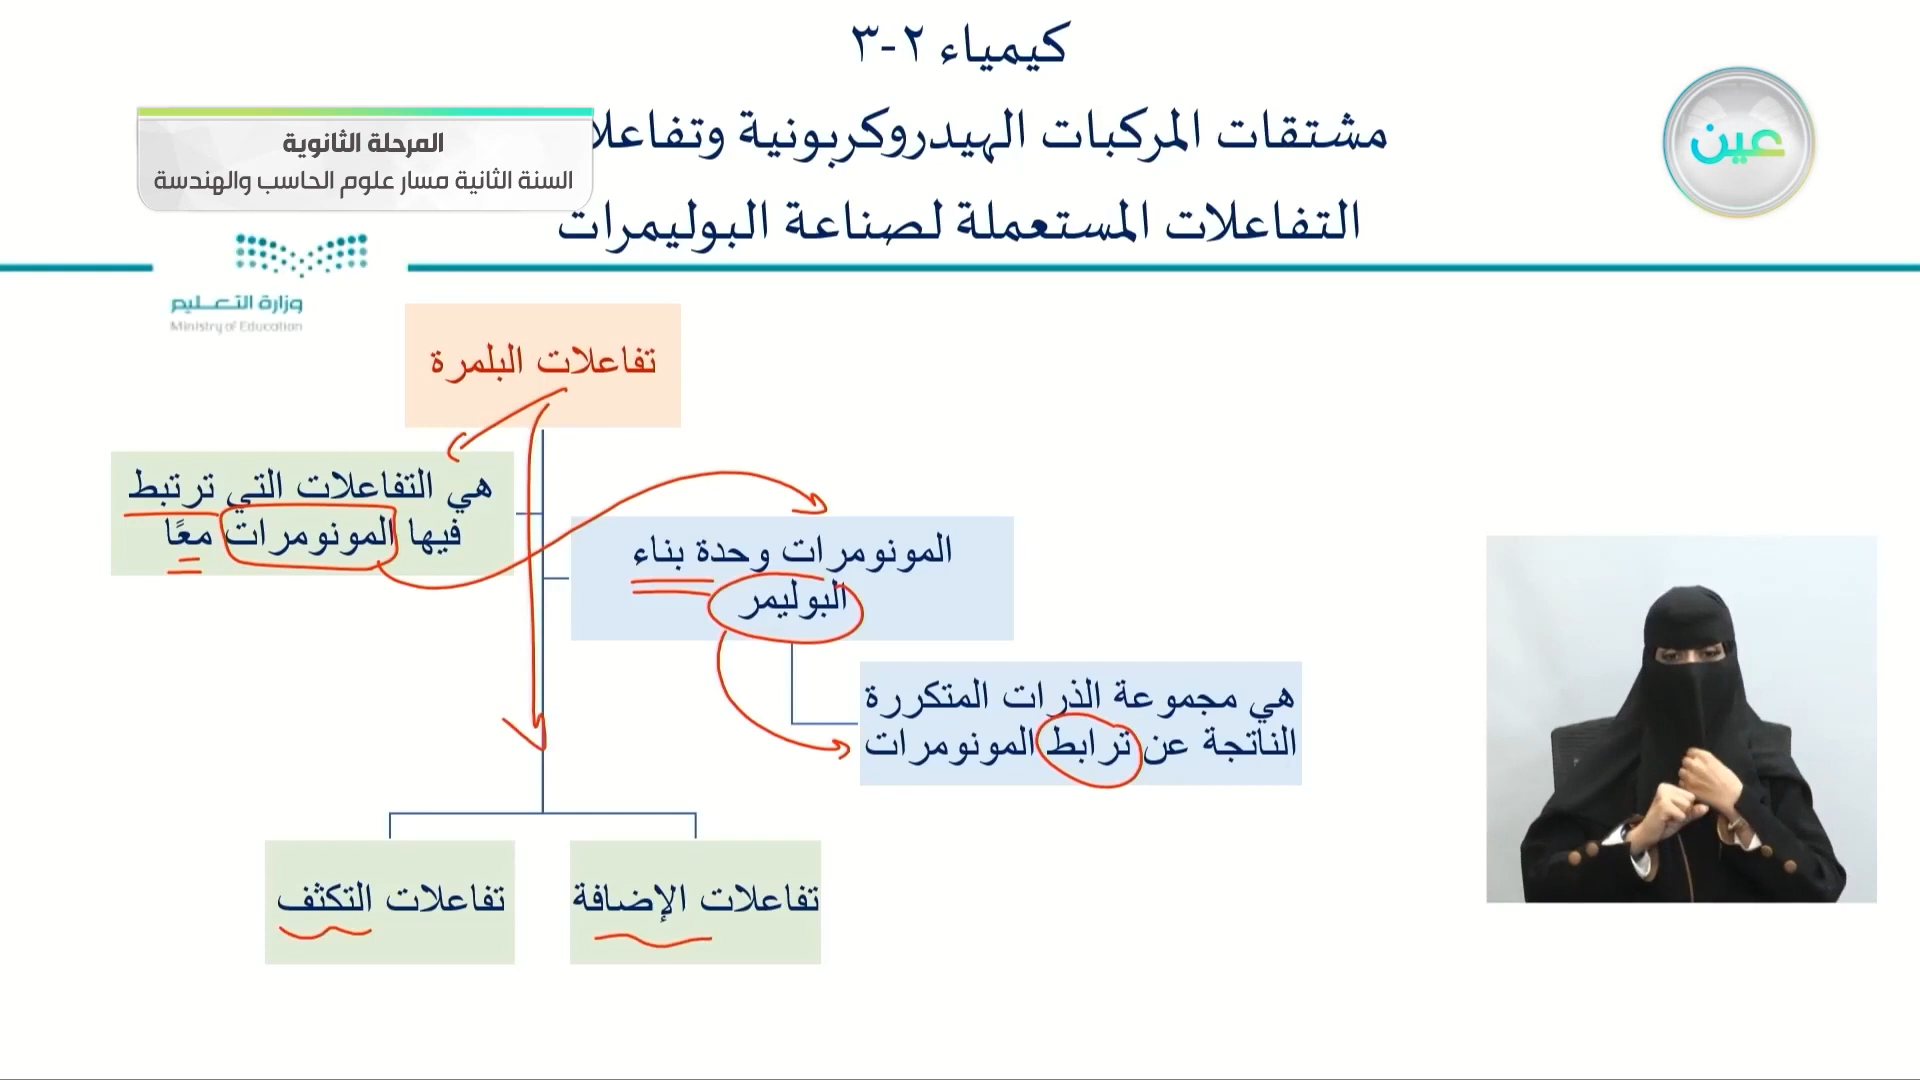 كيمياء ٢-٣
مشتقات المركبات الهيدروكربونية وتفاعلا
التفاعلات المستعملة لصناعة البوليمرات
المرحلة الثانوية
السنة الثانية مسار علوم الحاسب والهندسة
عين
وزارة التعليم
Ministry of Education
تفاعلات البلمرة
هي التفاعلات التي ترتبط
فيها المونومرات معًا
المونومرات وحدة بناء
البوليمر
هي مجموعة الذرات المتكررة
الناتجة عن ترابط المونومرات
تفاعلات الإضافة
تفاعلات التكثف